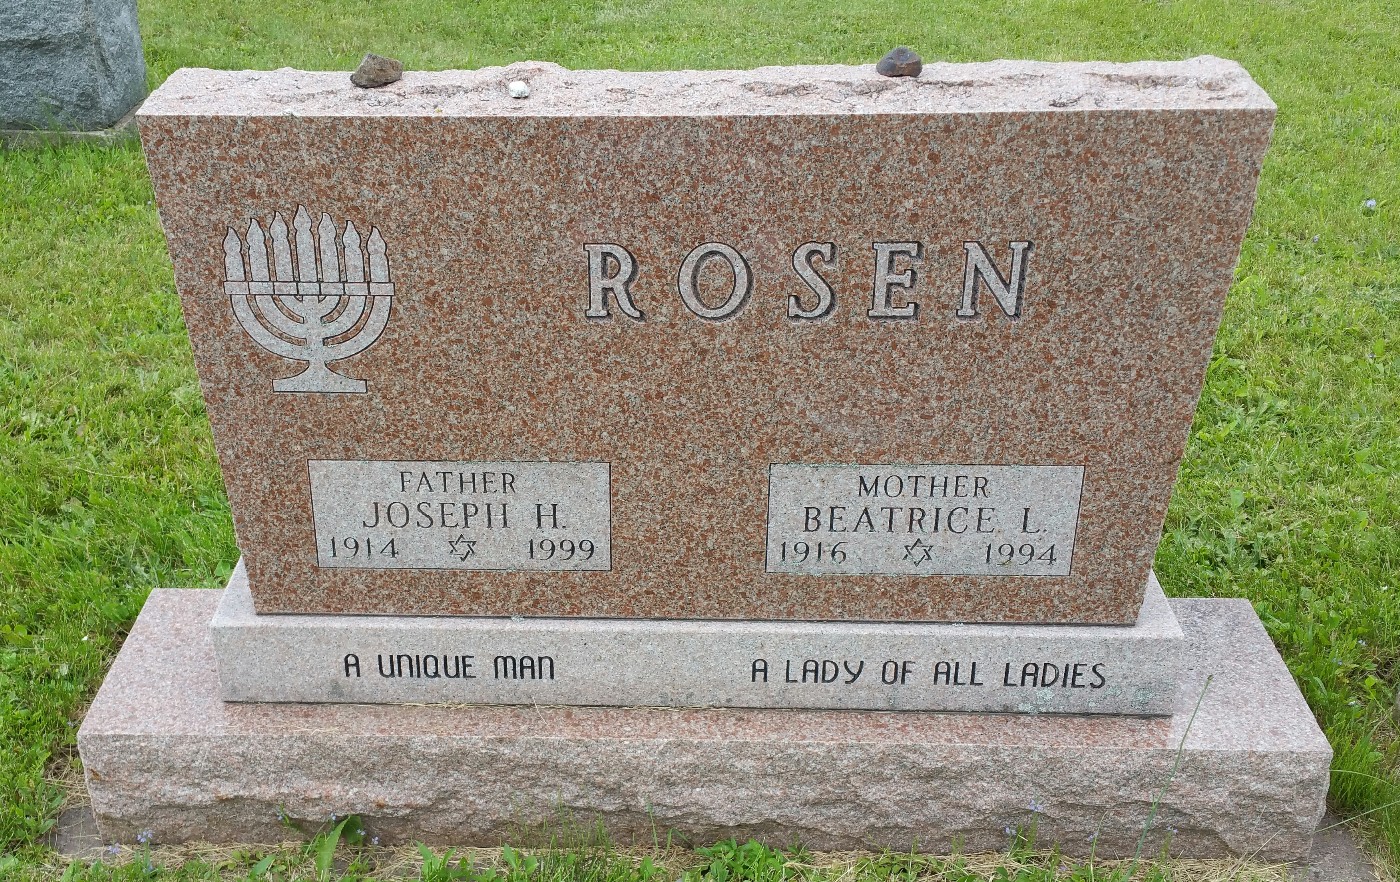 ROSEN
FATHER
JOSEPH H.
1914 1999
MOTHER
BEATRICE L.
1916 1994
A UNIQUE MAN
A LADY OF ALL LADIES